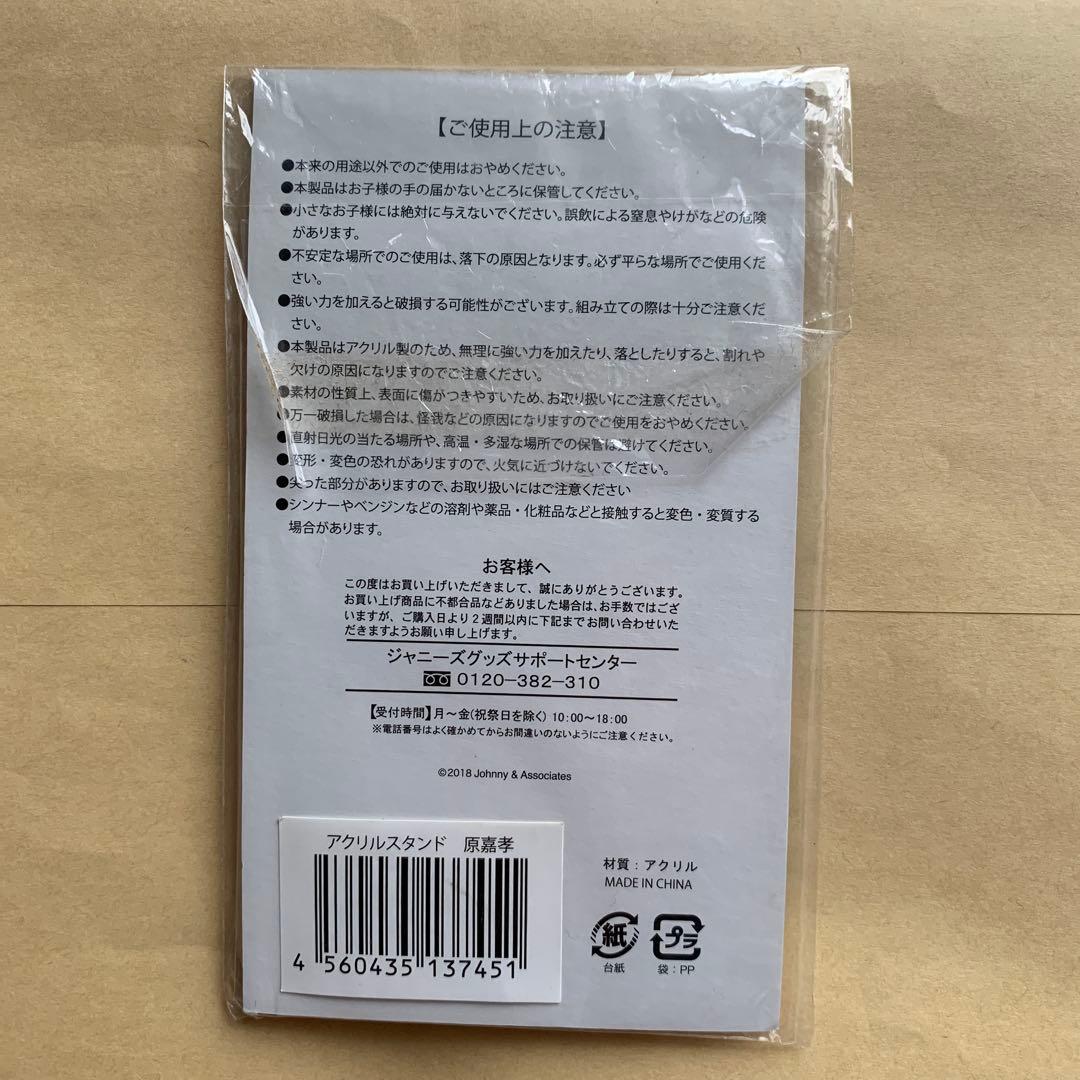 【ご使用上の注意】
●本来の用途以外でのご使用はおやめください。
●本製品はお子様の手の届かないところに保管してください。
●小さなお子様には絶対に与えないでください。誤飲による窒息やけがなどの危険
があります。
●不安定な場所でのご使用は、落下の原因となります。必ず平らな場所でご使用くだ
さい。
●強い力を加えると破損する可能性がございます。組み立ての際は十分ご注意くだ
さい。
●本製品はアクリル製のため、無理に強い力を加えたり、落としたりすると、割れや
欠けの原因になりますのでご注意ください。
●素材の性質上、表面に傷がつきやすいため、お取り扱いにご注意ください。
●万一破損した場合は、怪我などの原因になりますのでご使用をおやめください。
●直射日光の当たる場所や、高温・多湿な場所での保管は避けてください。
●変形・変色の恐れがありますので、火気に近づけないでください。
●尖った部分がありますので、お取り扱いにはご注意ください
●シンナーやベンジンなどの溶剤や薬品・化粧品などと接触すると変色・変質する
場合があります。
お客様へ
この度はお買い上げいただきまして、誠にありがとうございます。
お買い上げ商品に不都合品などありました場合は、お手数ではござ
いますが、ご購入日より２週間以内に下記までお問い合わせいた
だきますようお願い申し上げます。
ジャニーズグッズサポートセンター
0120-382-310
【受付時間】月〜金(祝祭日を除く) 10:00〜18:00
※電話番号はよく確かめてからお間違いのないようにご注意ください。
©2018 Johnny & Associates
アクリルスタンド 原嘉孝
4 560435 137451
材質：アクリル
MADE IN CHINA
紙
台紙
プラ
袋：PP